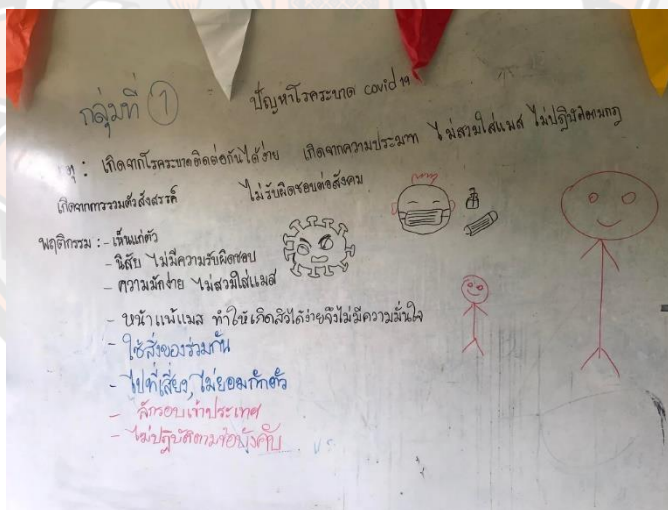 กลุ่มที่ 1 ปัญหาโรคระบาด covid 19
เกิดจากโรคระบาดติดต่อกันได้ง่าย เกิดจากความประมาท ไม่สวมใส่แมส ไม่ปฏิบัติตามกฎ
เกิดจากการรวมตัวสังสรรค์ ไม่รับผิดชอบต่อสังคม
พฤติกรรม : - เห็นแก่ตัว
- นิสัย ไม่มีความรับผิดชอบ
- ความมักง่าย ไม่สวมใส่แมส
- หน้าแพ้แมส ทำให้เกิดสิวได้ง่ายจึงไม่มีความมั่นใจ
- ใช้สิ่งของร่วมกัน
- ไปที่เสี่ยง, ไม่ยอมกักตัว
- ลักรอบเข้าประเทศ
- ไม่ปฏิบัติตามข้อบังคับ